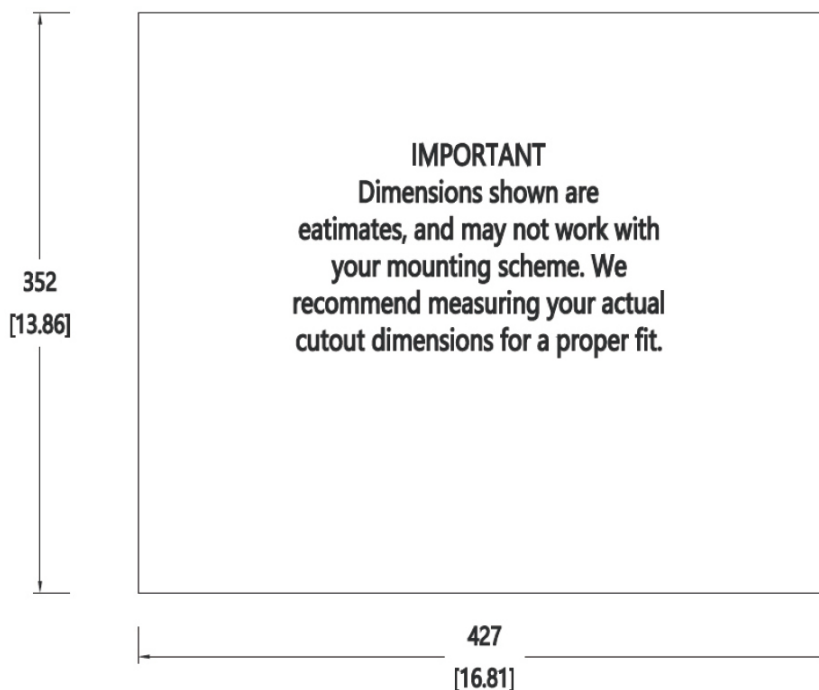 IMPORTANT
Dimensions shown are
eatimates, and may not work with
your mounting scheme. We
recommend measuring your actual
cutout dimensions for a proper fit.
352
[13.86]
427
[16.81]